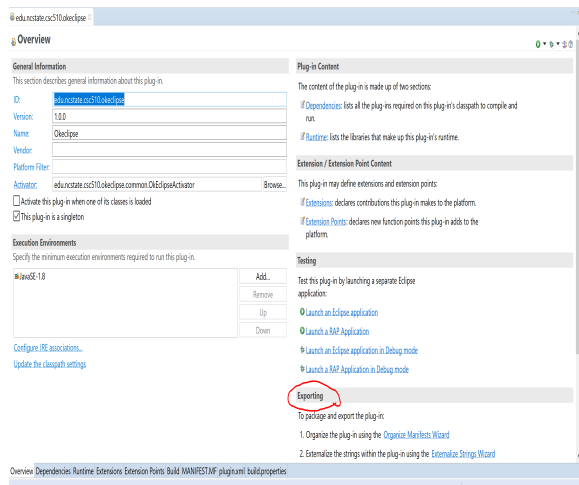 edu.ncstate.csc510.okeclipse
Overview
General Information
This section describes general information about this plug-in.
ID: edu.ncstate.csc510.okeclipse
Version: 1.0.0
Name: Okeclipse
Vendor:
Platform Filter:
Activator: edu.ncstate.csc510.okeclipse.common.OkEclipseActivator Browse...
Activate this plug-in when one of its classes is loaded
This plug-in is a singleton
Execution Environments
Specify the minimum execution environments required to run this plug-in.
JavaSE-1.8
Add...
Remove
Up
Down
Configure JRE associations...
Update the classpath settings
Plug-in Content
The content of the plug-in is made up of two sections:
Dependencies: lists all the plug-ins required on this plug-in's classpath to compile and
run.
Runtime: lists the libraries that make up this plug-in's runtime.
Extension / Extension Point Content
This plug-in may define extensions and extension points:
Extensions: declares contributions this plug-in makes to the platform.
Extension Points: declares new function points this plug-in adds to the
platform.
Testing
Test this plug-in by launching a separate Eclipse
application:
Launch an Eclipse application
Launch a RAP Application
Launch an Eclipse application in Debug mode
Launch a RAP Application in Debug mode
Exporting
To package and export the plug-in:
1. Organize the plug-in using the Organize Manifests Wizard
2. Externalize the strings within the plug-in using the Externalize Strings Wizard
Overview Dependencies Runtime Extensions Extension Points Build MANIFEST.MF plugin.xml build.properties